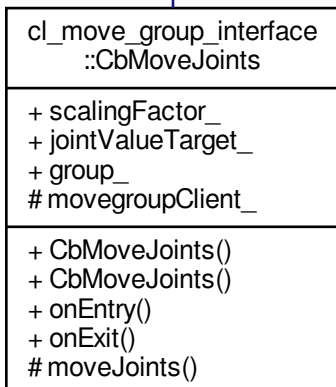 cl_move_group_interface
::CbMoveJoints
+ scalingFactor_
+ jointValueTarget_
+ group_
# movegroupClient_
+ CbMoveJoints()
+ CbMoveJoints()
+ onEntry()
+ onExit()
# moveJoints()